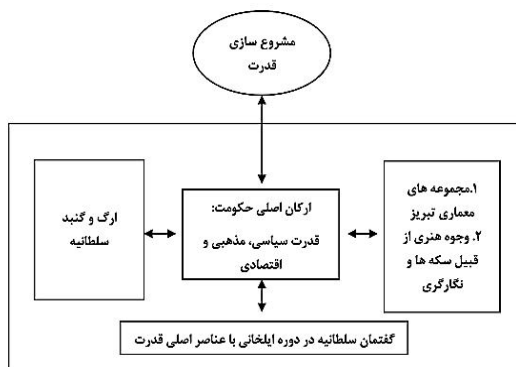 مشروع سازی
قدرت
۱.مجموعه های
معماری تبریز
۲. وجوه هنری از
قبیل سکه ها و
نگارگری
ارکان اصلی حکومت:
قدرت سیاسی، مذهبی و
اقتصادی
ارگ و گنبد
سلطانیه
گفتمان سلطانیه در دوره ایلخانی با عناصر اصلی قدرت